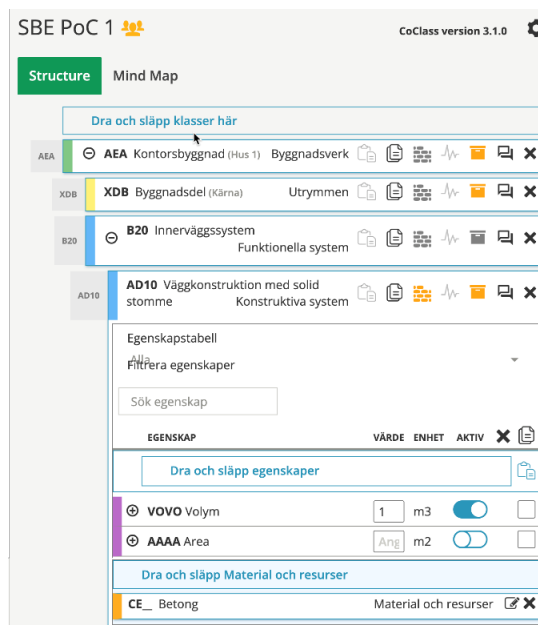 SBE PoC 1
CoClass version 3.1.0
Structure Mind Map
Dra och släpp klasser här
AEA AEA Kontorsbyggnad (Hus 1) Byggnadsverk
XDB XDB Byggnadsdel (Kärna) Utrymmen
B20 B20 Innerväggssystem
Funktionella system
AD10 AD10 Väggkonstruktion med solid
stomme Konstruktiva system
Egenskapstabell
Alla
Filtrera egenskaper
Sök egenskap
EGENSKAP VÄRDE ENHET AKTIV
Dra och släpp egenskaper
VOVO Volym 1 m3
AAAA Area Ang m2
Dra och släpp Material och resurser
CE__ Betong Material och resurser